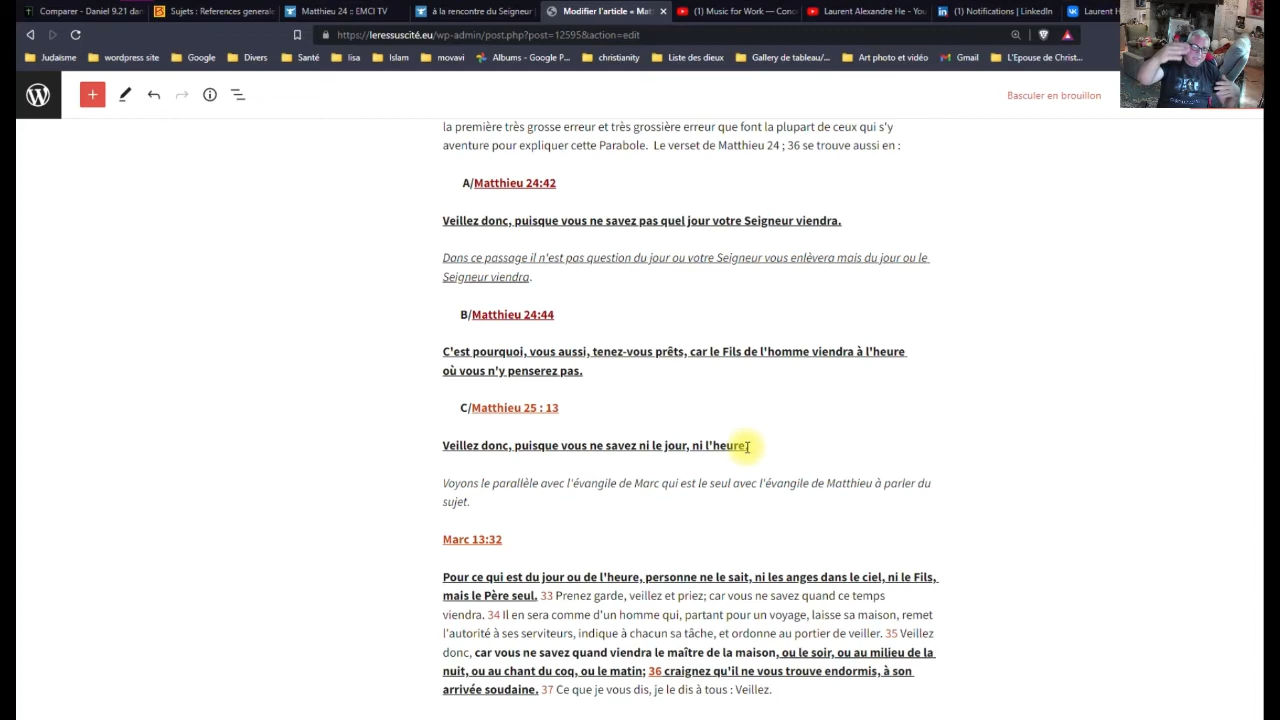 Comparer - Daniel 9.21 dan
Sujets : References generale
Matthieu 24 : EMCI TV
à la rencontre du Seigneur
Modifier l'article « Mat
(1) Music for Work — Conc
Laurent Alexandre He - You
(1) Notifications | LinkedIn
Laurent H
https://leressuscité.eu/wp-admin/post.php?post=12595&action=edit
Judaïsme
wordpress site
Google
Divers
Santé
lisa
Islam
movavi
Albums - Google P...
christianity
Liste des dieux
Gallery de tableau/...
Art photo et vidéo
Gmail
L'Epouse de Christ...
Basculer en brouillon
la première très grosse erreur et très grossière erreur que font la plupart de ceux qui s'y
aventure pour expliquer cette Parabole. Le verset de Matthieu 24 ; 36 se trouve aussi en :
A/Matthieu 24:42
Veillez donc, puisque vous ne savez pas quel jour votre Seigneur viendra.
Dans ce passage il n'est pas question du jour ou votre Seigneur vous enlèvera mais du jour ou le
Seigneur viendra.
B/Matthieu 24:44
C'est pourquoi, vous aussi, tenez-vous prêts, car le Fils de l'homme viendra à l'heure
où vous n'y penserez pas.
C/Matthieu 25 : 13
Veillez donc, puisque vous ne savez ni le jour, ni l'heure.
Voyons le parallèle avec l'évangile de Marc qui est le seul avec l'évangile de Matthieu à parler du
sujet.
Marc 13:32
Pour ce qui est du jour ou de l'heure, personne ne le sait, ni les anges dans le ciel, ni le Fils,
mais le Père seul. 33 Prenez garde, veillez et priez; car vous ne savez quand ce temps
viendra. 34 Il en sera comme d'un homme qui, partant pour un voyage, laisse sa maison, remet
l'autorité à ses serviteurs, indique à chacun sa tâche, et ordonne au portier de veiller. 35 Veillez
donc, car vous ne savez quand viendra le maître de la maison, ou le soir, ou au milieu de la
nuit, ou au chant du coq, ou le matin; 36 craignez qu'il ne vous trouve endormis, à son
arrivée soudaine. 37 Ce que je vous dis, je le dis à tous : Veillez.